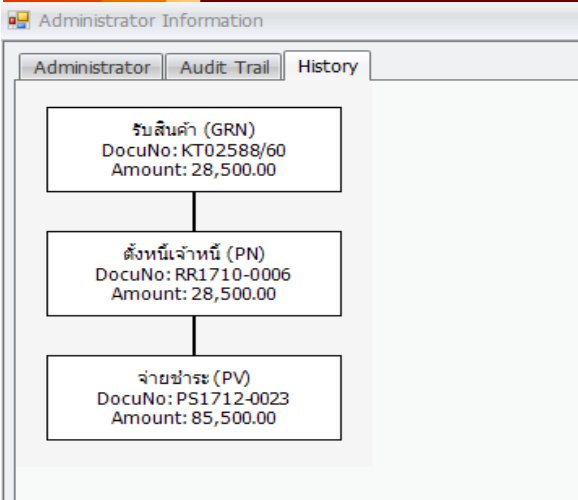 Administrator Information
Administrator Audit Trail History
รับสินค้า (GRN)
DocuNo: KT02588/60
Amount: 28,500.00
ตั้งหนี้เจ้าหนี้ (PN)
DocuNo: RR1710-0006
Amount: 28,500.00
จ่ายชำระ (PV)
DocuNo: PS1712-0023
Amount: 85,500.00